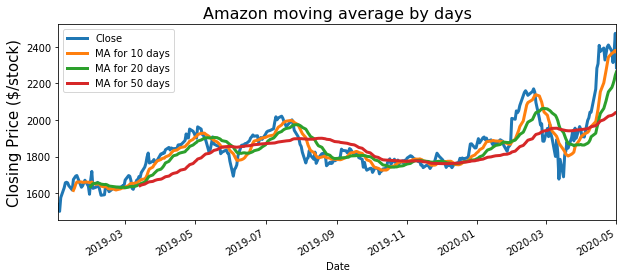 Amazon moving average by days
Closing Price ($/stock)
2400
2200
2000
1800
1600
Close
MA for 10 days
MA for 20 days
MA for 50 days
2019-03
2019-05
2019-07
2019-09
2019-11
2020-01
2020-03
2020-05
Date